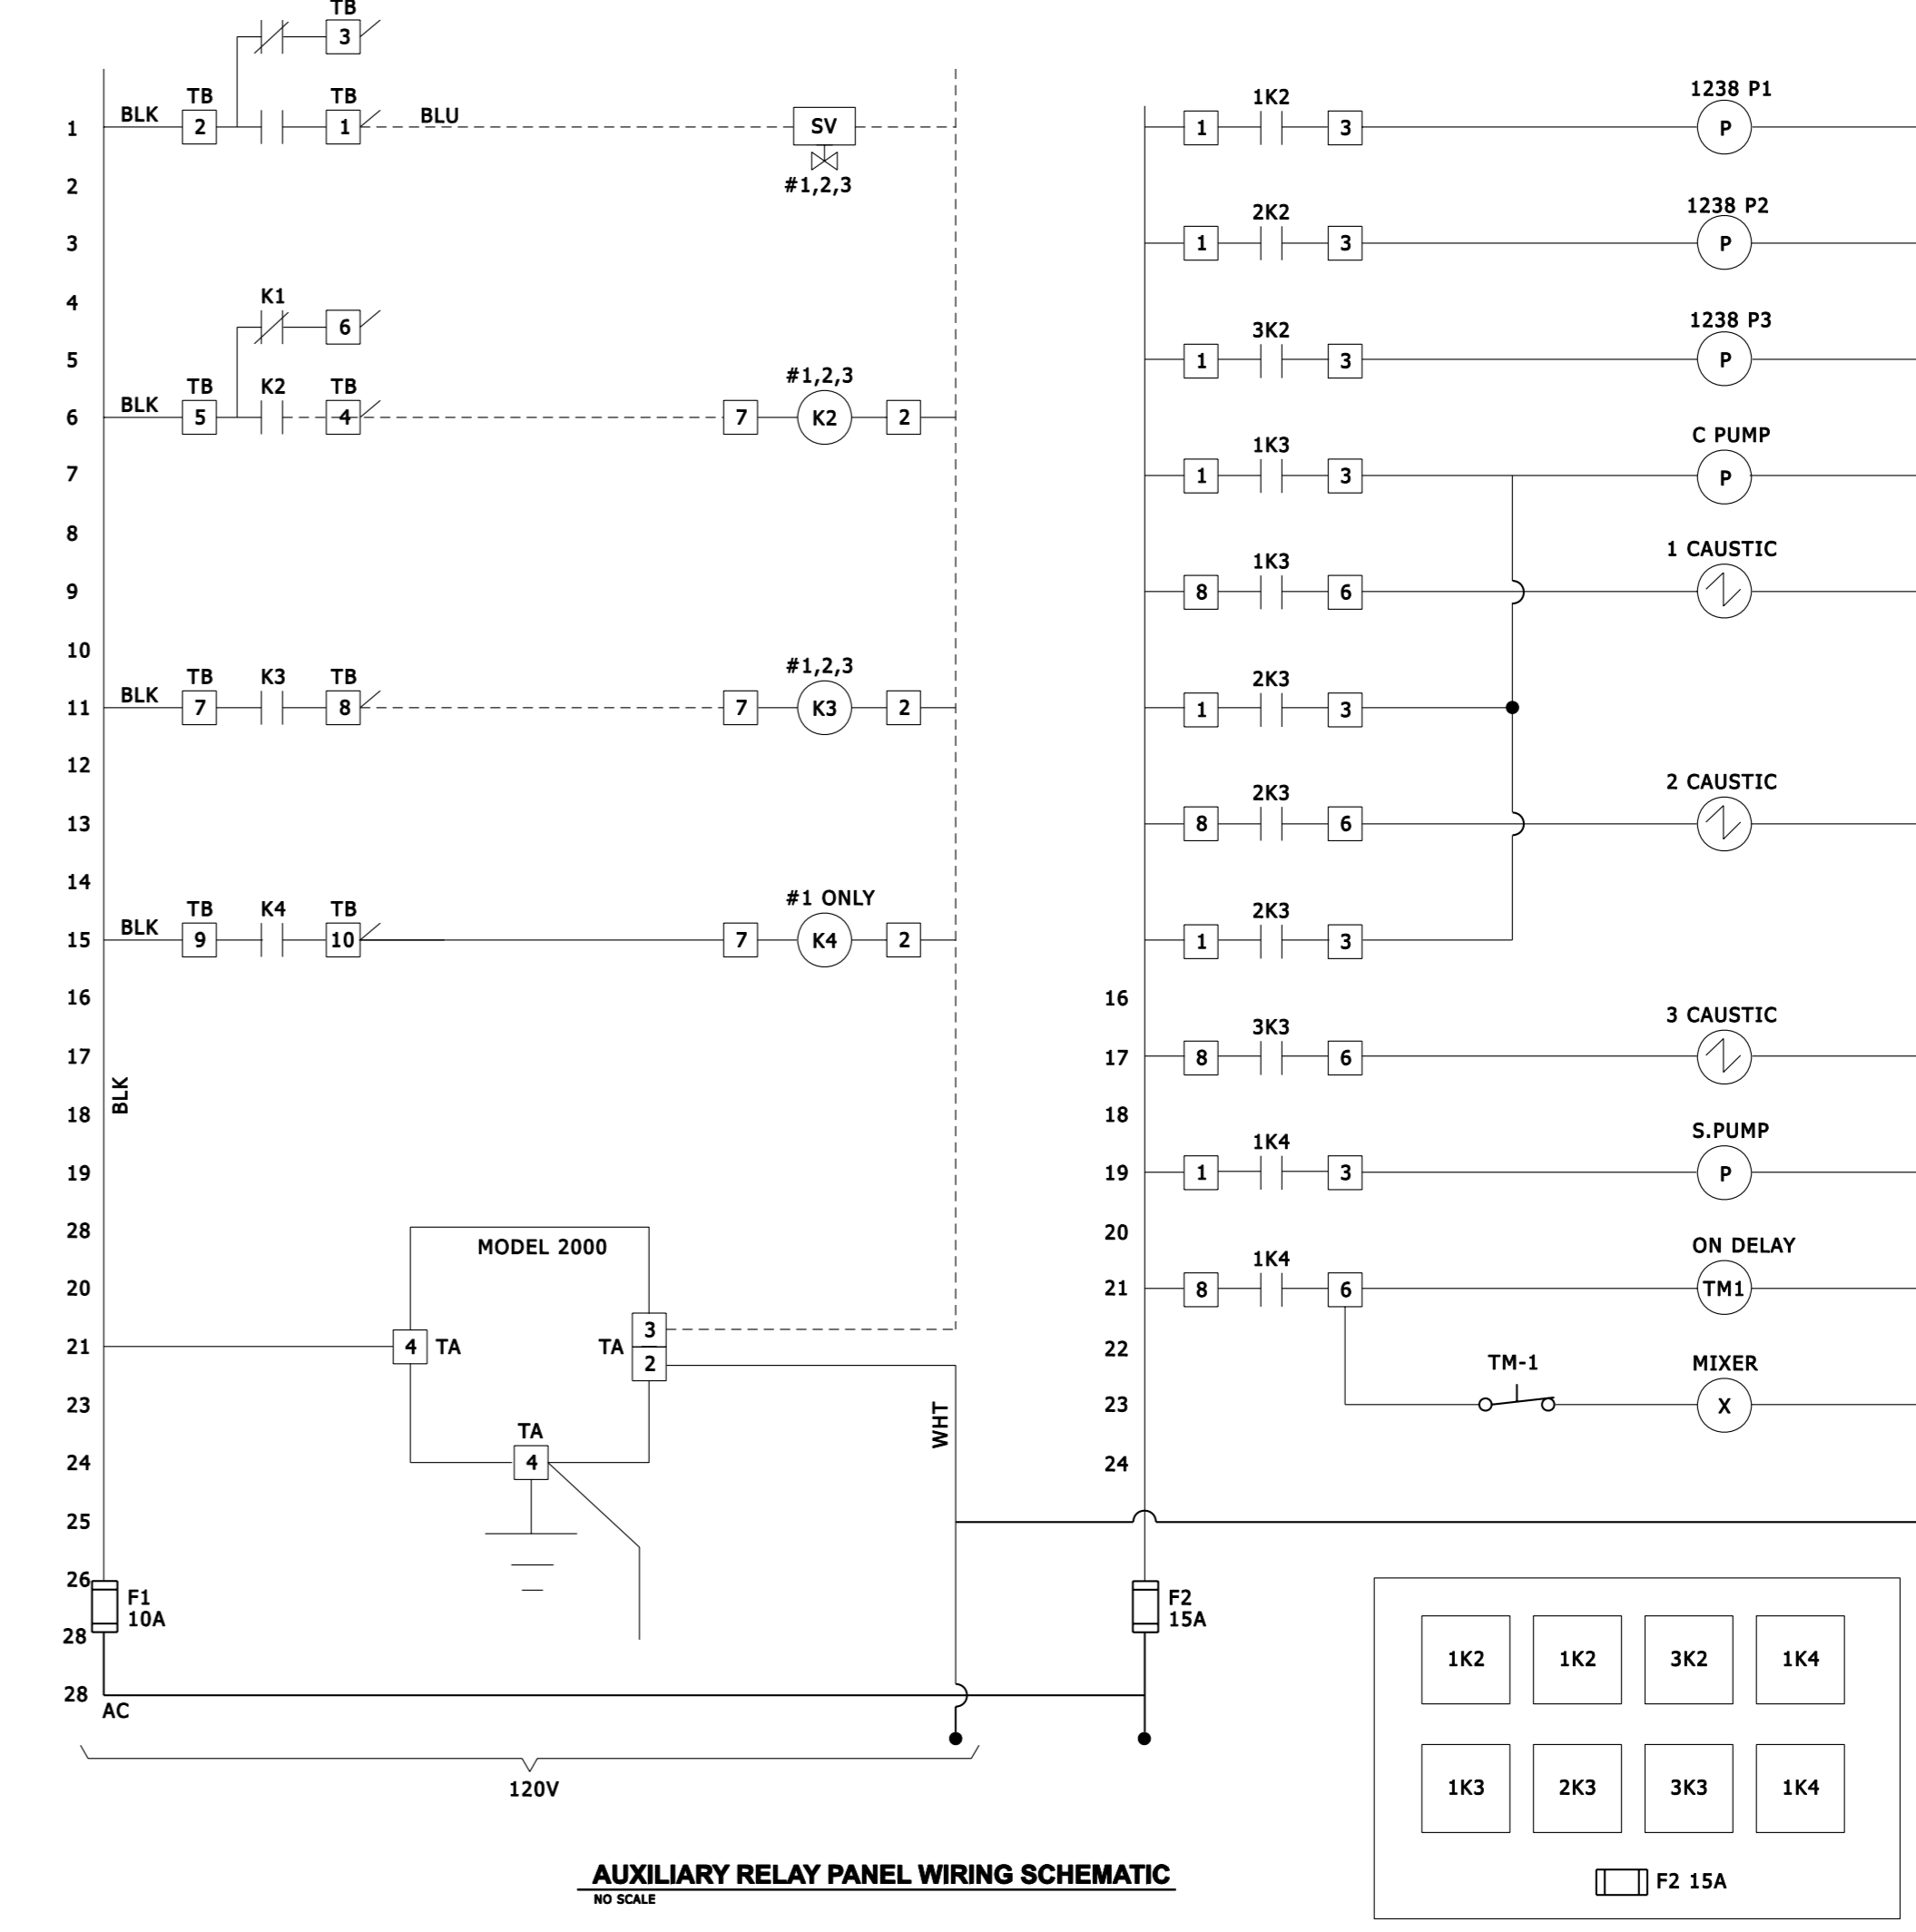 TB
3
TB
TB
1
BLK
2
1
BLU
SV
#1,2,3
2
3
4
K1
6
5
TB
K2
TB
#1,2,3
6
BLK
5
4
7
K2
2
7
8
9
10
TB
K3
TB
#1,2,3
11
BLK
7
8
7
K3
2
12
13
14
TB
K4
TB
#1 ONLY
15
BLK
9
10
7
K4
2
16
17
BLK
18
19
28
MODEL 2000
20
3
21
4
TA
TA
2
23
WHT
TA
24
4
25
26
F1
10A
28
28
AC
120V
1K2
1238 P1
1
3
P
2K2
1238 P2
1
3
P
3K2
1238 P3
1
3
P
1K3
C PUMP
1
3
P
1K3
1 CAUSTIC
8
6
2K3
1
3
2K3
2 CAUSTIC
8
6
2K3
1
3
16
3K3
3 CAUSTIC
17
8
6
18
1K4
S.PUMP
19
1
3
P
20
1K4
ON DELAY
21
8
6
TM1
22
TM-1
MIXER
23
X
24
F2
15A
1K2
1K2
3K2
1K4
1K3
2K3
3K3
1K4
F2 15A
AUXILIARY RELAY PANEL WIRING SCHEMATIC
NO SCALE